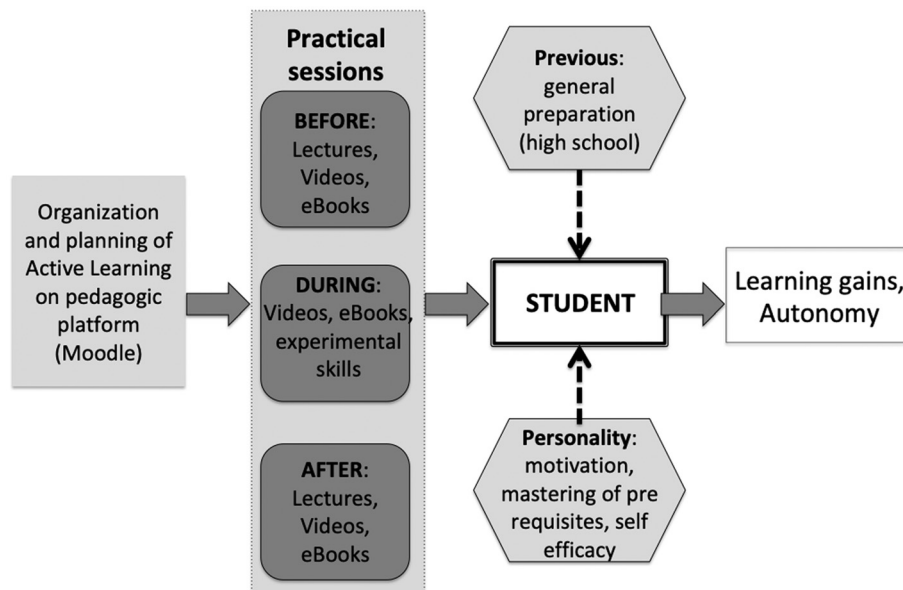 Organization
and planning of
Active Learning
on pedagogic
platform
(Moodle)
Practical
sessions
BEFORE:
Lectures,
Videos,
eBooks
DURING:
Videos, eBooks,
experimental
skills
AFTER:
Lectures,
Videos,
eBooks
Previous:
general
preparation
(high school)
STUDENT
Personality:
motivation,
mastering of pre
requisites, self
efficacy
Learning gains,
Autonomy